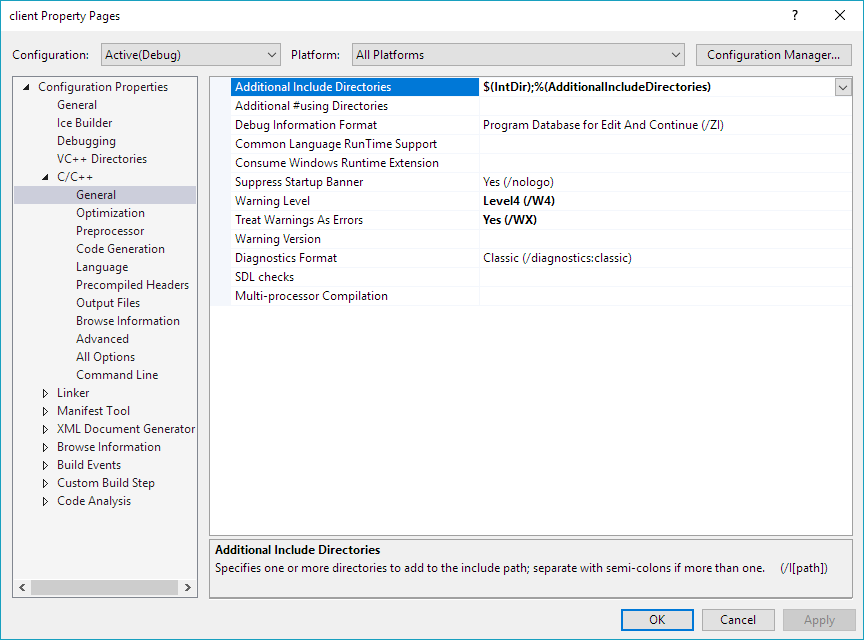 client Property Pages
?
Configuration: Active(Debug) Platform: All Platforms Configuration Manager...
Configuration Properties
General
Ice Builder
Debugging
VC++ Directories
C/C++
General
Optimization
Preprocessor
Code Generation
Language
Precompiled Headers
Output Files
Browse Information
Advanced
All Options
Command Line
Linker
Manifest Tool
XML Document Generator
Browse Information
Build Events
Custom Build Step
Code Analysis
Additional Include Directories $(IntDir);%(AdditionalIncludeDirectories)
Additional #using Directories
Debug Information Format Program Database for Edit And Continue (/ZI)
Common Language RunTime Support
Consume Windows Runtime Extension
Suppress Startup Banner Yes (/nologo)
Warning Level Level4 (/W4)
Treat Warnings As Errors Yes (/WX)
Warning Version
Diagnostics Format Classic (/diagnostics:classic)
SDL checks
Multi-processor Compilation
Additional Include Directories
Specifies one or more directories to add to the include path; separate with semi-colons if more than one. (/I[path])
OK Cancel Apply